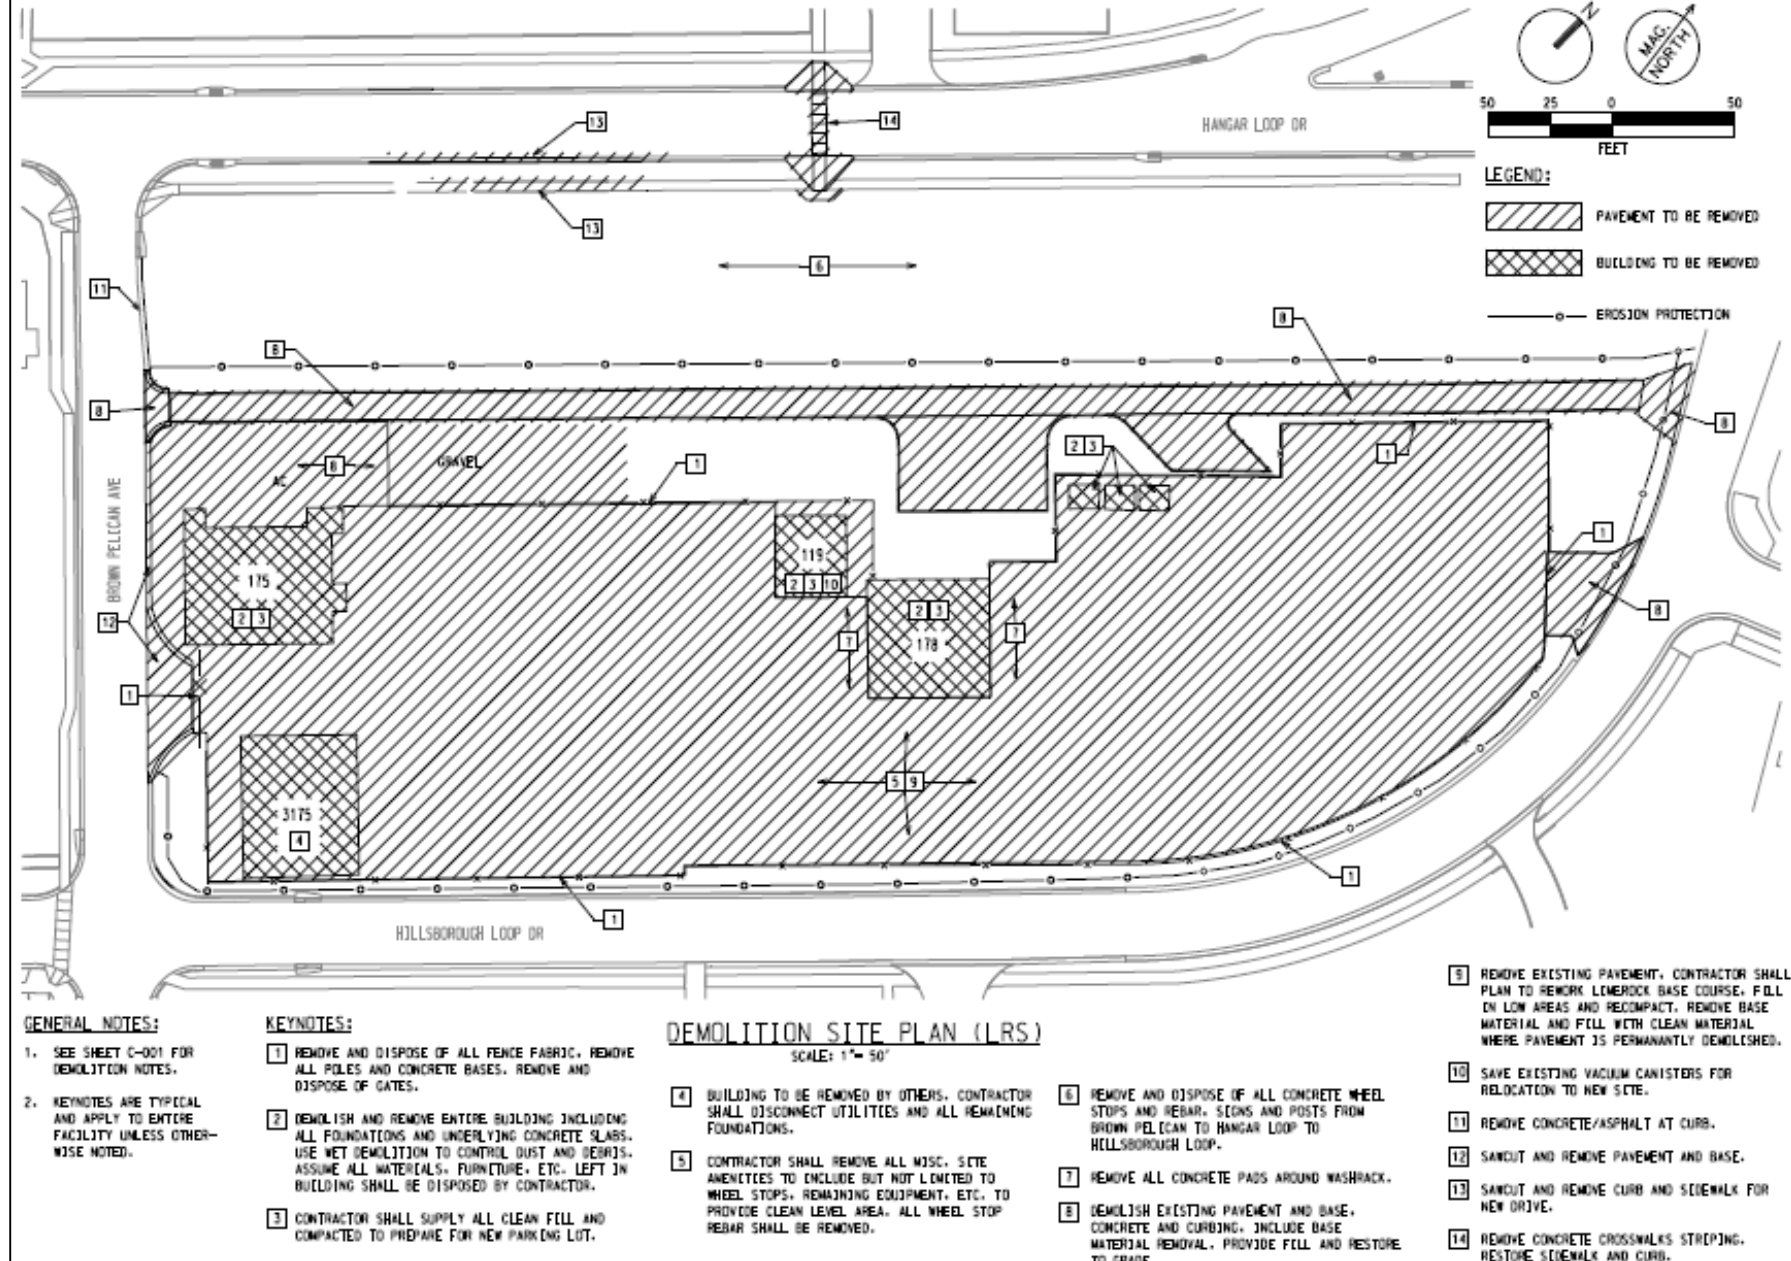 N
MAG.
NORTH
50 25 0 50
FEET
LEGEND:
PAVEMENT TO BE REMOVED
BUILDING TO BE REMOVED
EROSION PROTECTION
HANGAR LOOP DR
13
14
13
6
11
8
8
8
8
2 3
1
1
GRAVEL
8
AC
BROWN PELICAN AVE
175
2 3
119
2 3 10
2 3
178
7
7
1
8
12
1
5 9
3175
4
1
1
HILLSBOROUGH LOOP DR
GENERAL NOTES:
1. SEE SHEET C-001 FOR
DEMOLITION NOTES.
2. KEYNOTES ARE TYPICAL
AND APPLY TO ENTIRE
FACILITY UNLESS OTHER-
WISE NOTED.
KEYNOTES:
1 REMOVE AND DISPOSE OF ALL FENCE FABRIC. REMOVE
ALL POLES AND CONCRETE BASES. REMOVE AND
DISPOSE OF GATES.
2 DEMOLISH AND REMOVE ENTIRE BUILDING INCLUDING
ALL FOUNDATIONS AND UNDERLYING CONCRETE SLABS.
USE WET DEMOLITION TO CONTROL DUST AND DEBRIS.
ASSUME ALL MATERIALS, FURNITURE, ETC. LEFT IN
BUILDING SHALL BE DISPOSED BY CONTRACTOR.
3 CONTRACTOR SHALL SUPPLY ALL CLEAN FILL AND
COMPACTED TO PREPARE FOR NEW PARKING LOT.
DEMOLITION SITE PLAN (LRS)
SCALE: 1"= 50'
4 BUILDING TO BE REMOVED BY OTHERS. CONTRACTOR
SHALL DISCONNECT UTILITIES AND ALL REMAINING
FOUNDATIONS.
5 CONTRACTOR SHALL REMOVE ALL MISC. SITE
AMENITIES TO INCLUDE BUT NOT LIMITED TO
WHEEL STOPS, REMAINING EQUIPMENT, ETC. TO
PROVIDE CLEAN LEVEL AREA. ALL WHEEL STOP
REBAR SHALL BE REMOVED.
6 REMOVE AND DISPOSE OF ALL CONCRETE WHEEL
STOPS AND REBAR, SIGNS AND POSTS FROM
BROWN PELICAN TO HANGAR LOOP TO
HILLSBOROUGH LOOP.
7 REMOVE ALL CONCRETE PADS AROUND WASHRACK.
8 DEMOLISH EXISTING PAVEMENT AND BASE,
CONCRETE AND CURBING. INCLUDE BASE
MATERIAL REMOVAL. PROVIDE FILL AND RESTORE
TO GRADE
9 REMOVE EXISTING PAVEMENT. CONTRACTOR SHALL
PLAN TO REWORK LIMEROCK BASE COURSE. FILL
IN LOW AREAS AND RECOMPACT. REMOVE BASE
MATERIAL AND FILL WITH CLEAN MATERIAL
WHERE PAVEMENT IS PERMANANTLY DEMOLISHED.
10 SAVE EXISTING VACUUM CANISTERS FOR
RELOCATION TO NEW SITE.
11 REMOVE CONCRETE/ASPHALT AT CURB.
12 SAWCUT AND REMOVE PAVEMENT AND BASE.
13 SAWCUT AND REMOVE CURB AND SIDEWALK FOR
NEW DRIVE.
14 REMOVE CONCRETE CROSSWALKS STRIPING.
RESTORE SIDEWALK AND CURB.